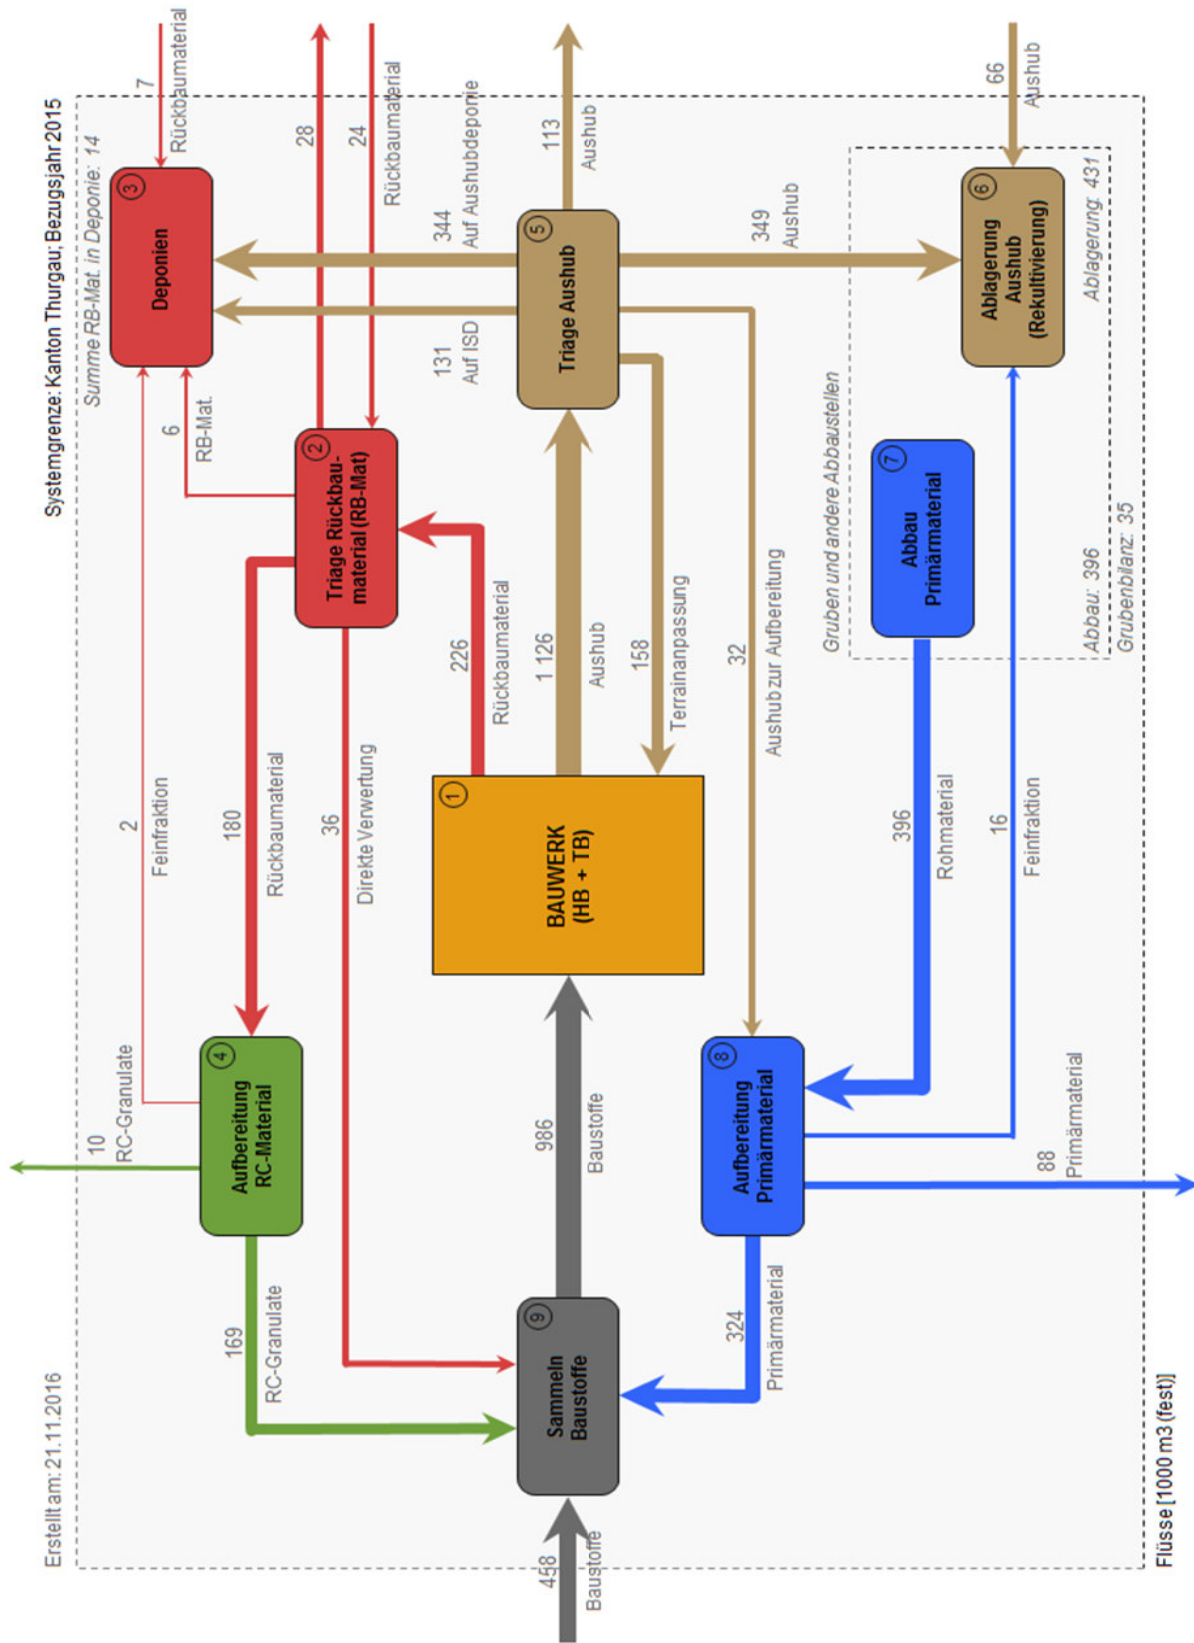 Erstellt am: 21.11.2016
Systemgrenze: Kanton Thurgau; Bezugsjahr 2015
Summe RB-Mat. in Deponie: 14
10
RC-Granulate
2
Feinfraktion
3
Deponien
7
Rückbaumaterial
6
RB-Mat.
4
Aufbereitung
RC-Material
180
Rückbaumaterial
2
Triage Rückbau-
material (RB-Mat)
28
24
Rückbaumaterial
169
RC-Granulate
36
Direkte Verwertung
226
Rückbaumaterial
131
Auf ISD
344
Auf Aushubdeponie
458
Baustoffe
9
Sammeln
Baustoffe
986
Baustoffe
1
BAUWERK
(HB + TB)
1 126
Aushub
5
Triage Aushub
113
Aushub
158
Terrainanpassung
349
Aushub
32
Aushub zur Aufbereitung
324
Primärmaterial
8
Aufbereitung
Primärmaterial
Gruben und andere Abbaustellen
396
Rohmaterial
7
Abbau
Primärmaterial
6
Ablagerung
Aushub
(Rekultivierung)
66
Aushub
16
Feinfraktion
88
Primärmaterial
Abbau: 396
Ablagerung: 431
Grubenbilanz: 35
Flüsse [1000 m3 (fest)]